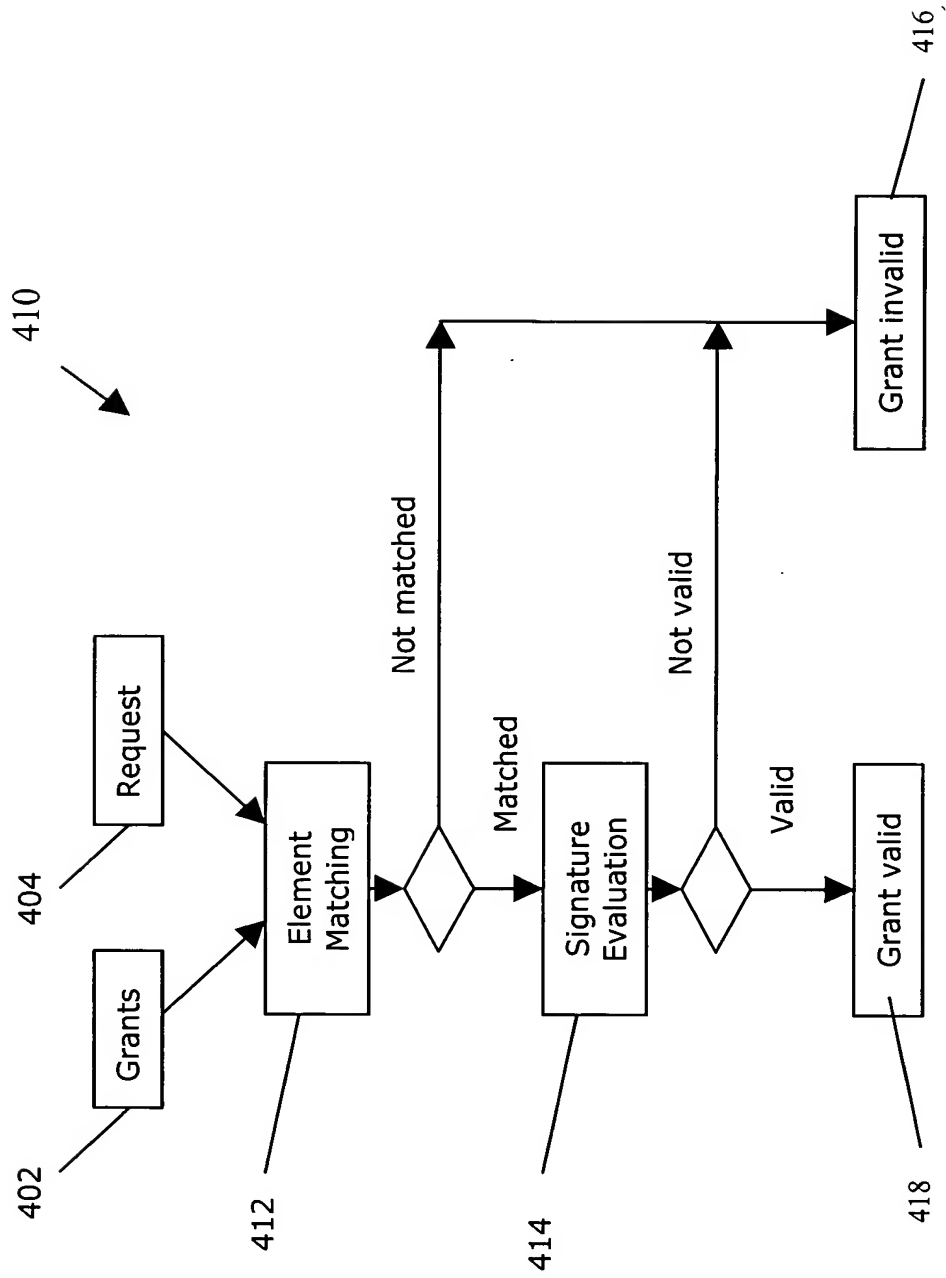 410
402
404
Grants
Request
412
Element
Matching
Not matched
Matched
414
Signature
Evaluation
Not valid
Valid
418
Grant valid
Grant invalid
416